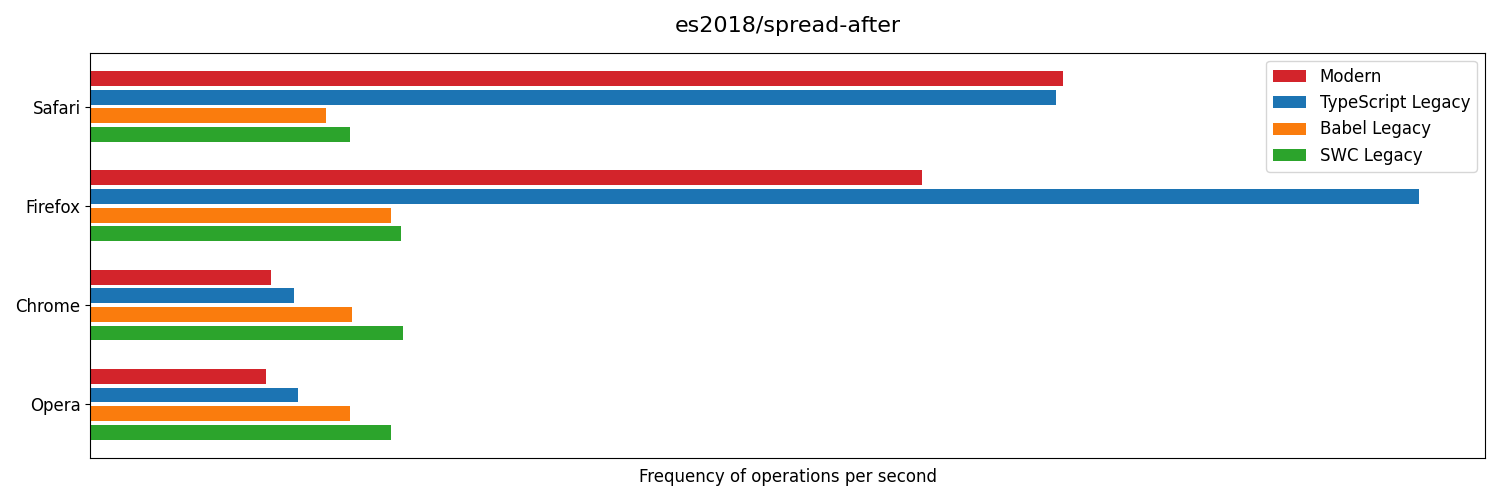 es2018/spread-after
Modern
TypeScript Legacy
Babel Legacy
SWC Legacy
Safari
Firefox
Chrome
Opera
Frequency of operations per second